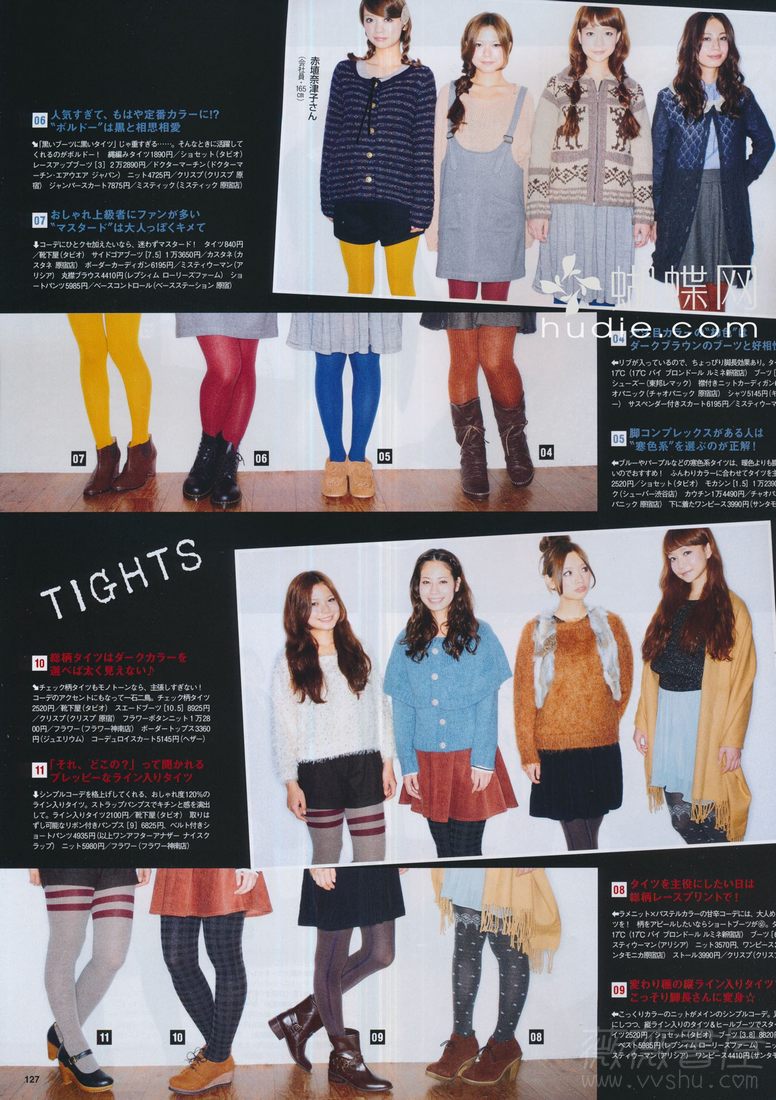 赤埴奈津子さん
(会社員・165cm)
06 人気すぎて、もはや定番カラーに!?
“ボルドー”は黒と相思相愛
「黒いブーツに黒いタイツ」じゃ重すぎる……。そんなときに活躍して
くれるのがボルドー! 縄編みタイツ1890円/ショセット(タビオ)
レースアップブーツ[3]2万2890円/ドクターマーチン(ドクターマ
ーチン・エアウエア ジャパン) ニット4725円/クリスプ(クリスプ 原
宿) ジャンパースカート7875円/ミスティック(ミスティック 原宿店)
07 おしゃれ上級者にファンが多い
“マスタード”は大人っぽくキメて
コーデにひとクセ加えたいなら、迷わずマスタード! タイツ840円
/靴下屋(タビオ) サイドゴアブーツ[7.5]1万3650円/カスタネ(カ
スタネ 原宿店) ボーダーカーディガン6195円/ミスティウーマン(ア
リシア) 丸襟ブラウス4410円(レプシィム ローリーズファーム) ショ
ートパンツ5985円/ベースコントロール(ベースステーション 原宿)
蝴蝶网
hudie.com
04
ダークブラウンのブーツと好相性
リブが入っているので、ちょっぴり脚長効果あり。タ
17℃(17℃ バイ ブロンドール ルミネ新宿店) ブーツ[
シューズー(東邦レマック) 襟付きニットカーディガン6
オパニック(チャオパニック 原宿店) シャツ5145円(キ
ー) サスペンダー付きスカート6195円/ミスティウーマ
05 脚コンプレックスがある人は
“寒色系”を選ぶのが正解!
ブルーやパープルなどの寒色系タイツは、暖色よりも脚
いのでおすすめ! ふんわりカラーに合わせてタイツを主
2520円/ショセット(タビオ) モカシン[1.5]1万2390
ク(シューバー渋谷店) カウチン1万4490円/チャオパ
パニック 原宿店) 下に着たワンピース3990円(サンタモ
07
06
05
04
TIGHTS
10 総柄タイツはダークカラーを
選べば太く見えない♪
チェック柄タイツもモノトーンなら、主張しすぎない!
コーデのアクセントにもなって一石二鳥。チェック柄タイツ
2520円/靴下屋(タビオ) スエードブーツ[10.5]8925円
/クリスプ(クリスプ 原宿) フラワーボタンニット1万28
00円/フラワー(フラワー神南店) ボーダートップス3360
円(ジュエリウム) コーデュロイスカート5145円(ヘザー)
11 「それ、どこの?」って聞かれる
プレッピーなライン入りタイツ
シンプルコーデを格上げしてくれる、おしゃれ度120%の
ライン入りタイツ。ストラップパンプスでキチンと感を演出
して。ライン入りタイツ2100円/靴下屋(タビオ) 取りは
ずし可能なリボン付きパンプス[9]6825円、ベルト付きシ
ョートパンツ4935円(以上ワンアフターアナザー ナイスク
ラップ) ニット5980円/フラワー(フラワー神南店)
08 タイツを主役にしたい日は
総柄レースプリントで!
ラメニット×パステルカラーの甘辛コーデには、大人め
17℃(17℃ バイ ブロンドール ルミネ新宿店) ブーツ[6
スティウーマン(アリシア) ニット3570円、ワンピース
ンタモニカ原宿店) ストール3990円/クリスプ(クリスプ
09 変わり種の縦ライン入りタイツで
こっそり脚長さんに変身☆
こっくりカラーのニットがメインのシンプルコーデ。足
にしつつ、縦ライン入りのタイツ&ヒールブーツでスタイ
ツ2520円/ショセット(タビオ) ブーツ[3.8]8820
ベスト5985円(レプシィム ローリーズファーム) ニッ
スティウーマン(アリシア) ワンピース4410円(サンタモ
11
10
09
08
127
www.vvshu.com